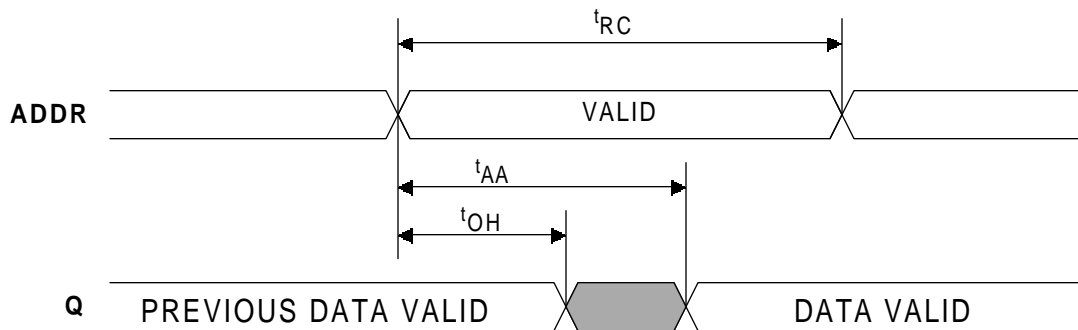 tRC
ADDR VALID
tAA
tOH
Q PREVIOUS DATA VALID DATA VALID